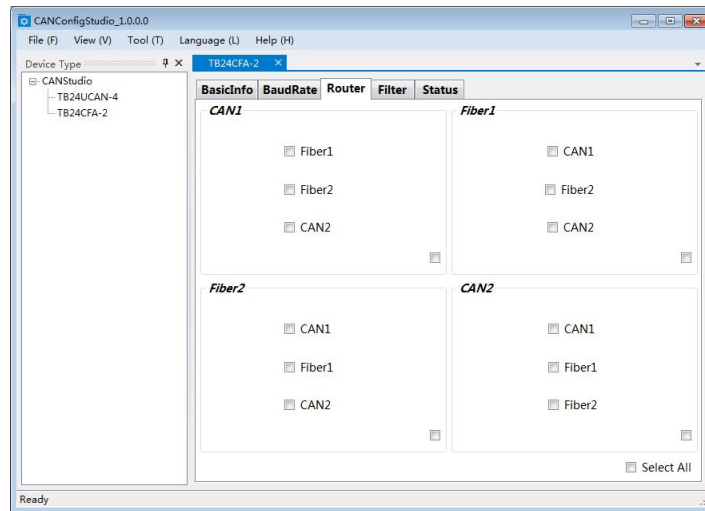 CANConfigStudio_1.0.0.0
File (F) View (V) Tool (T) Language (L) Help (H)
Device Type
TB24CFA-2
CANStudio
TB24UCAN-4
TB24CFA-2
BasicInfo BaudRate Router Filter Status
CAN1
Fiber1
Fiber2
CAN2
Fiber1
CAN1
Fiber2
CAN2
Fiber2
CAN1
Fiber1
CAN2
CAN2
CAN1
Fiber1
Fiber2
Select All
Ready